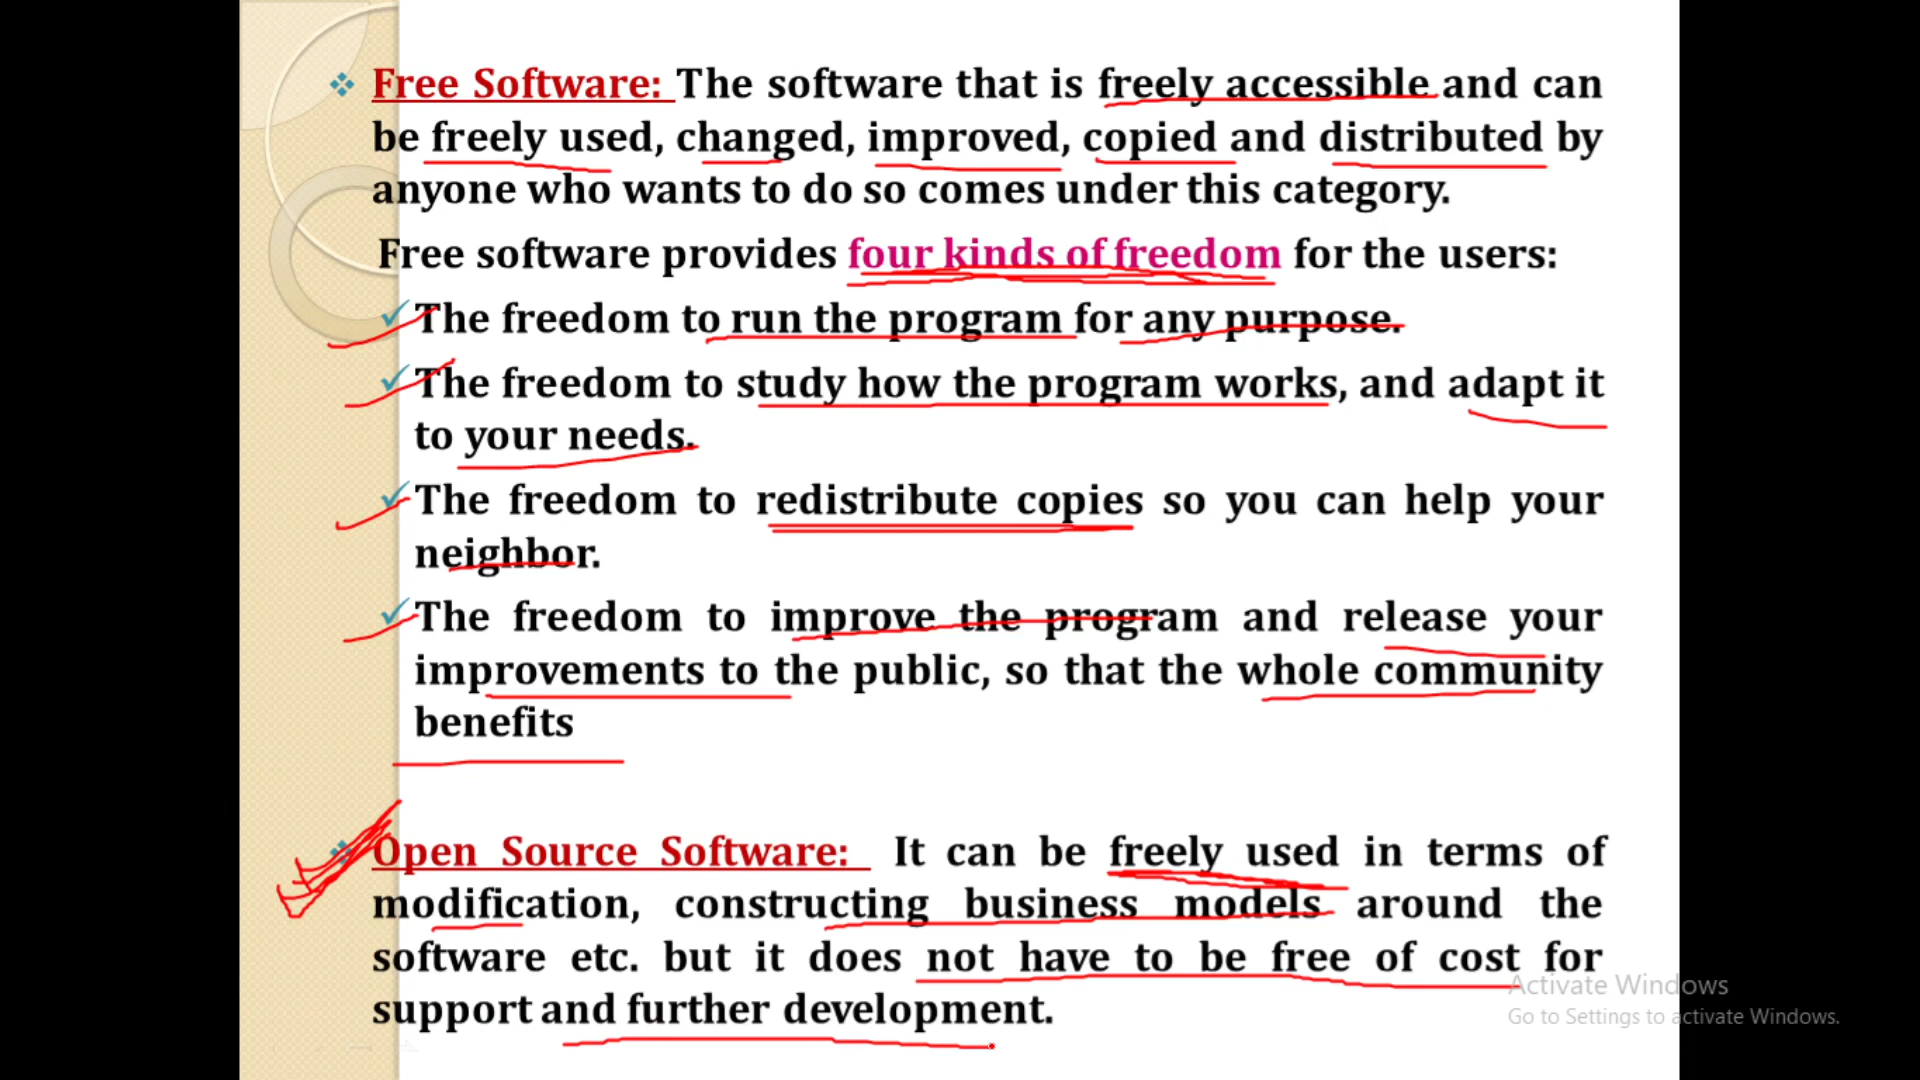 Free Software: The software that is freely accessible and can
be freely used, changed, improved, copied and distributed by
anyone who wants to do so comes under this category.
Free software provides four kinds of freedom for the users:
The freedom to run the program for any purpose.
The freedom to study how the program works, and adapt it
to your needs.
The freedom to redistribute copies so you can help your
neighbor.
The freedom to improve the program and release your
improvements to the public, so that the whole community
benefits
Open Source Software: It can be freely used in terms of
modification, constructing business models around the
software etc. but it does not have to be free of cost for
support and further development.
Activate Windows
Go to Settings to activate Windows.